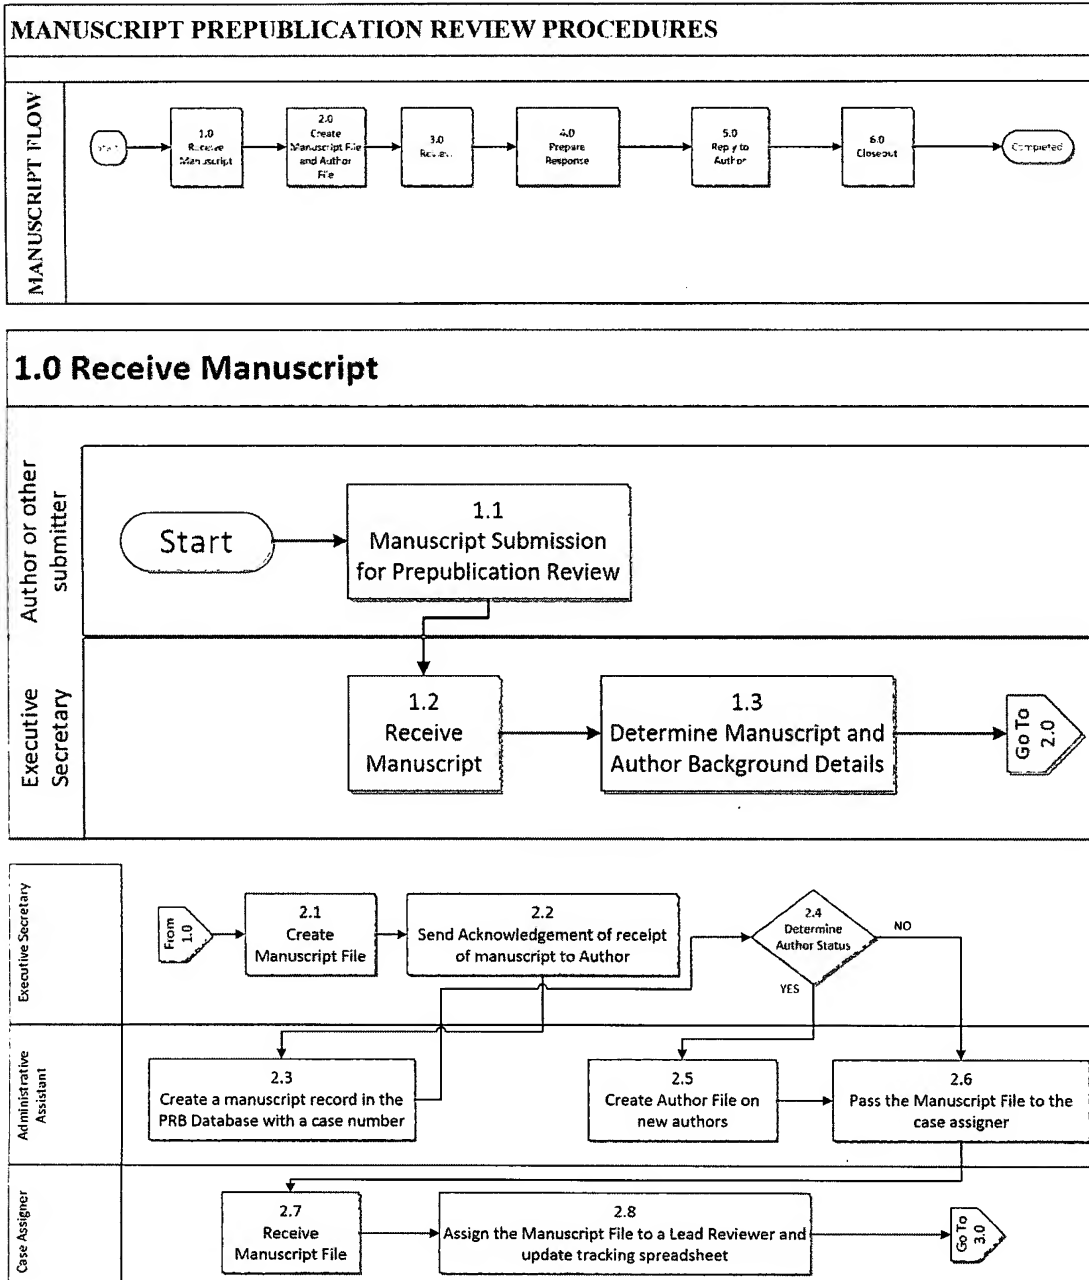 MANUSCRIPT PREPUBLICATION REVIEW PROCEDURES
MANUSCRIPT FLOW
Start
1.0
Receive
Manuscript
2.0
Create
Manuscript File
and Author
File
3.0
Review
4.0
Prepare
Response
5.0
Reply to
Author
6.0
Closeout
Completed
1.0 Receive Manuscript
Author or other
submitter
Start
1.1
Manuscript Submission
for Prepublication Review
Executive
Secretary
1.2
Receive
Manuscript
1.3
Determine Manuscript and
Author Background Details
Go To
2.0
Executive Secretary
From
1.0
2.1
Create
Manuscript File
2.2
Send Acknowledgement of receipt
of manuscript to Author
2.4
Determine
Author Status
NO
YES
Administrative
Assistant
2.3
Create a manuscript record in the
PRB Database with a case number
2.5
Create Author File on
new authors
2.6
Pass the Manuscript File to the
case assigner
Case Assigner
2.7
Receive
Manuscript File
2.8
Assign the Manuscript File to a Lead Reviewer and
update tracking spreadsheet
Go To
3.0